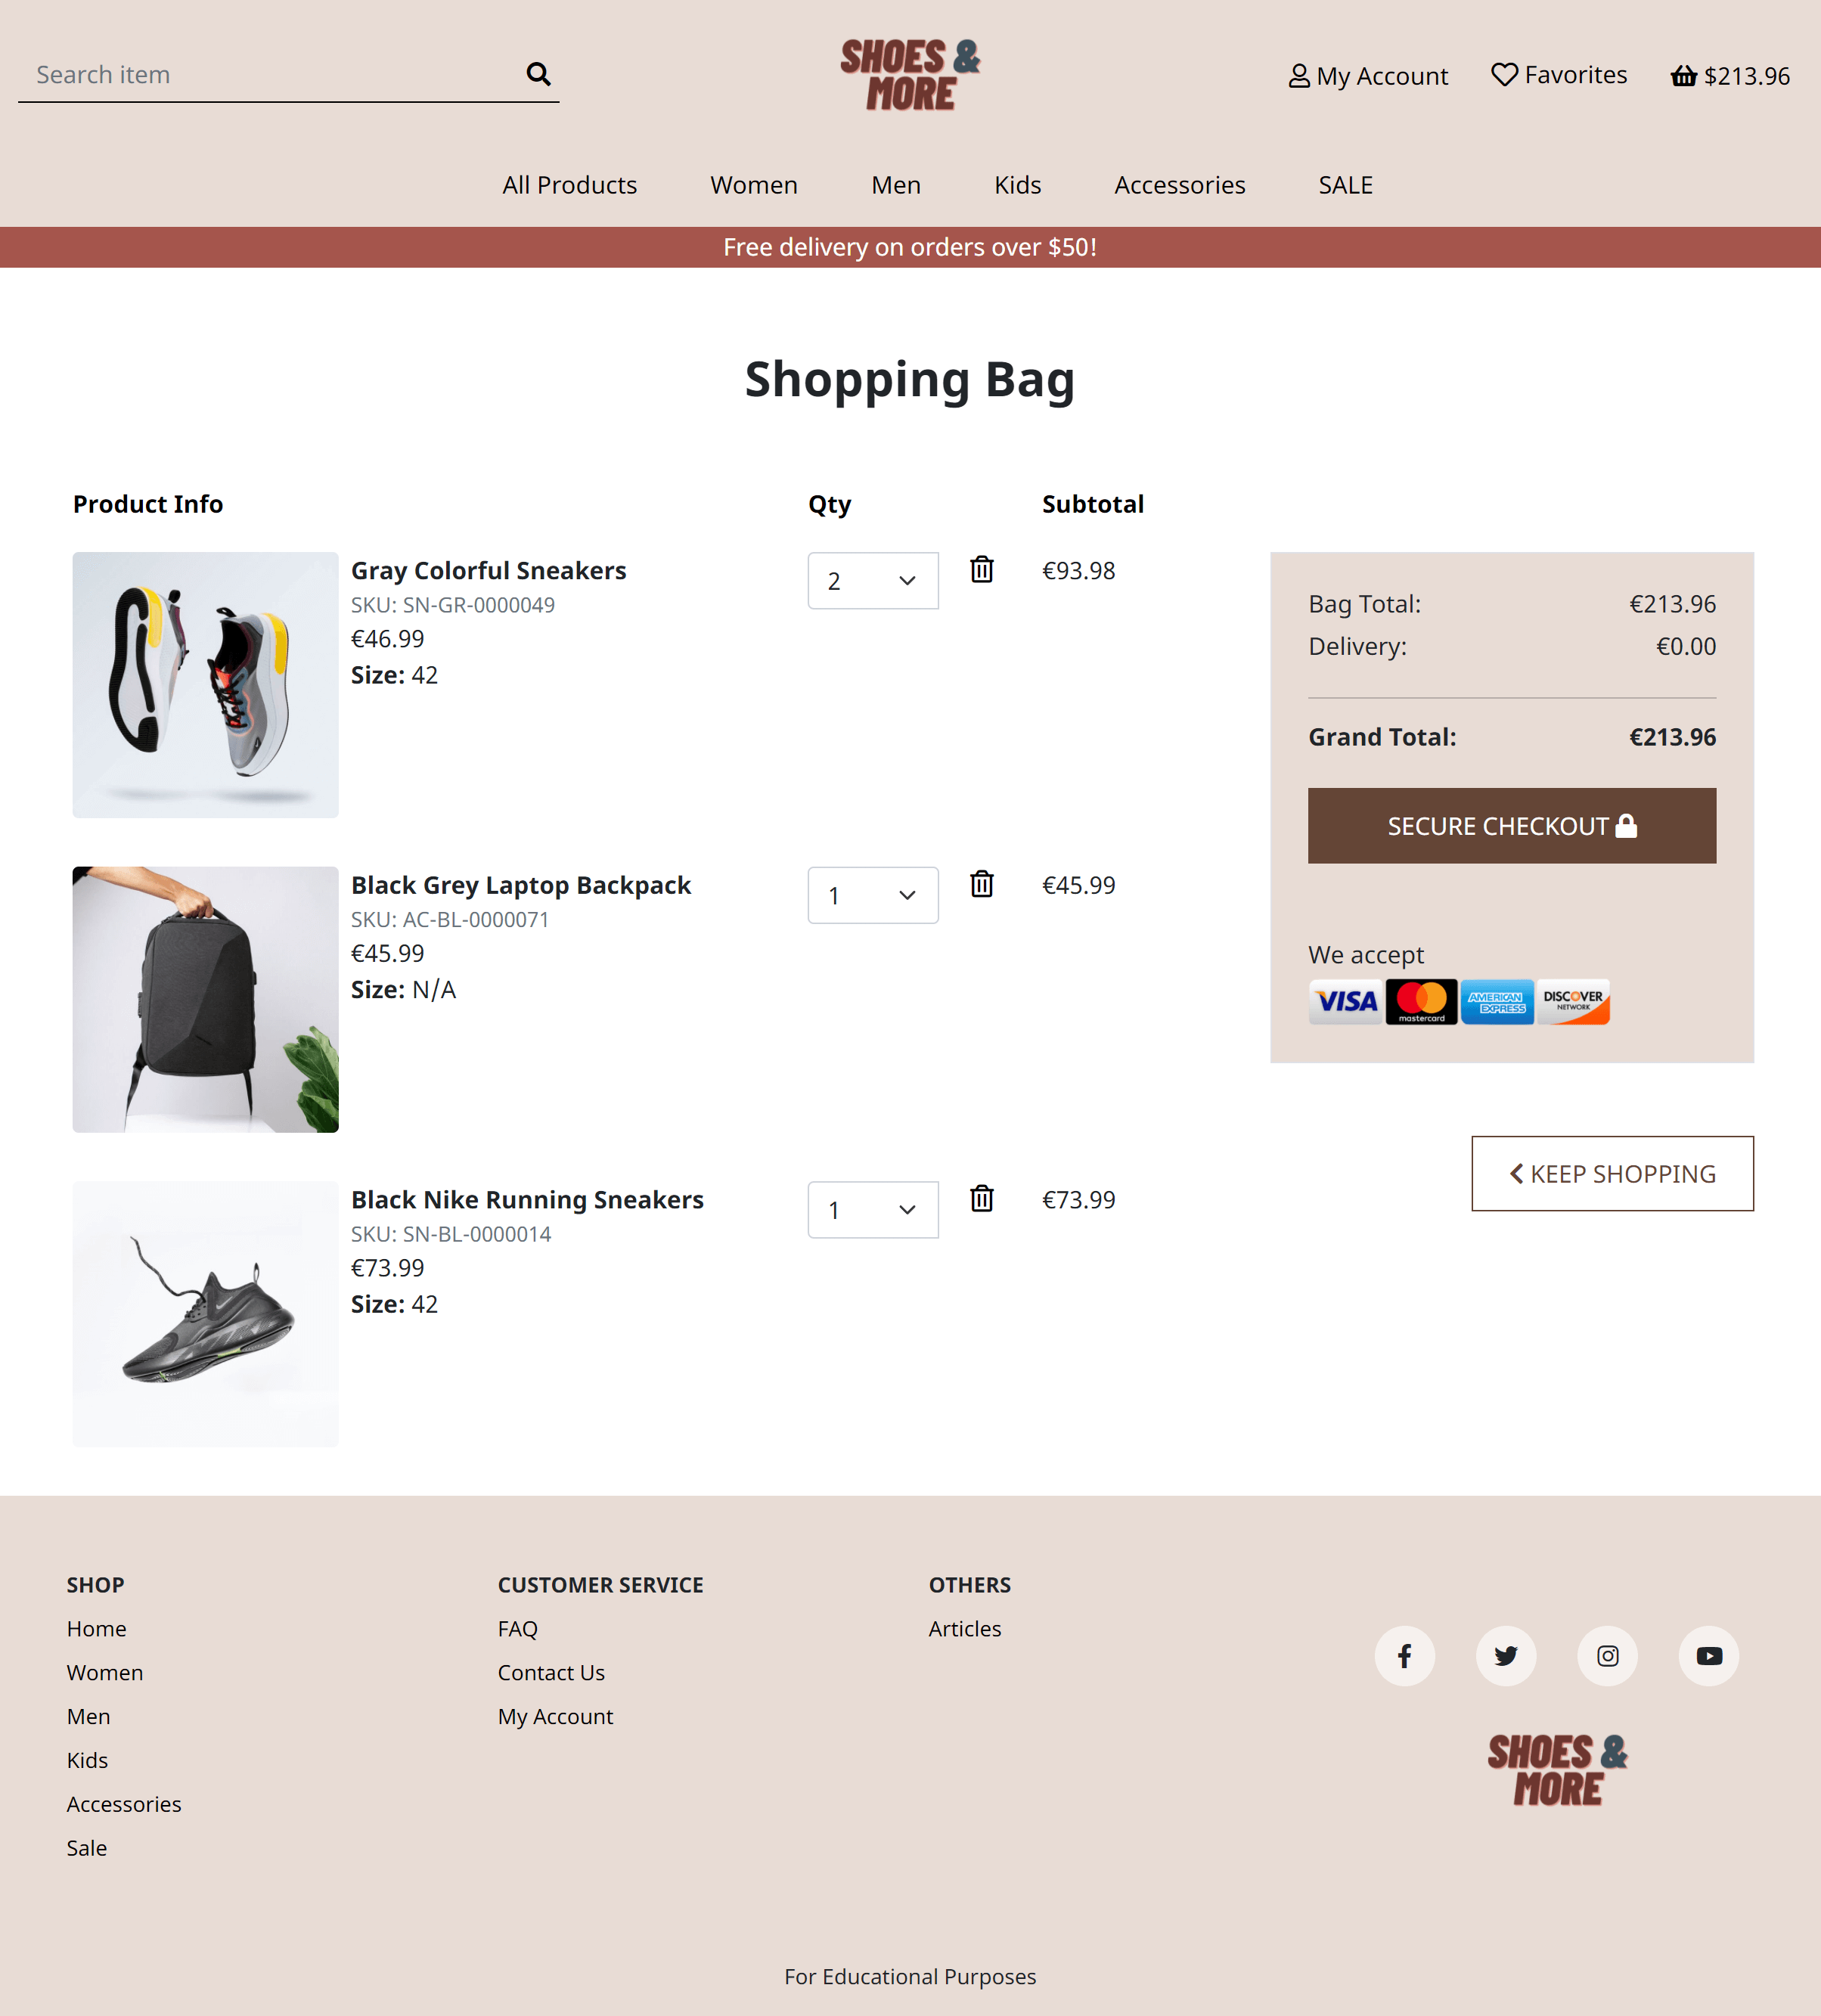 Search item
SHOES &
MORE
My Account
Favorites
$213.96
All Products
Women
Men
Kids
Accessories
SALE
Free delivery on orders over $50!
Shopping Bag
Product Info
Qty
Subtotal
Gray Colorful Sneakers
SKU: SN-GR-0000049
€46.99
Size: 42
2
€93.98
Black Grey Laptop Backpack
SKU: AC-BL-0000071
€45.99
Size: N/A
1
€45.99
Black Nike Running Sneakers
SKU: SN-BL-0000014
€73.99
Size: 42
1
€73.99
Bag Total: €213.96
Delivery: €0.00
Grand Total: €213.96
SECURE CHECKOUT
We accept
VISA
mastercard
AMERICAN
EXPRESS
DISCOVER
NETWORK
KEEP SHOPPING
SHOP
Home
Women
Men
Kids
Accessories
Sale
CUSTOMER SERVICE
FAQ
Contact Us
My Account
OTHERS
Articles
SHOES &
MORE
For Educational Purposes